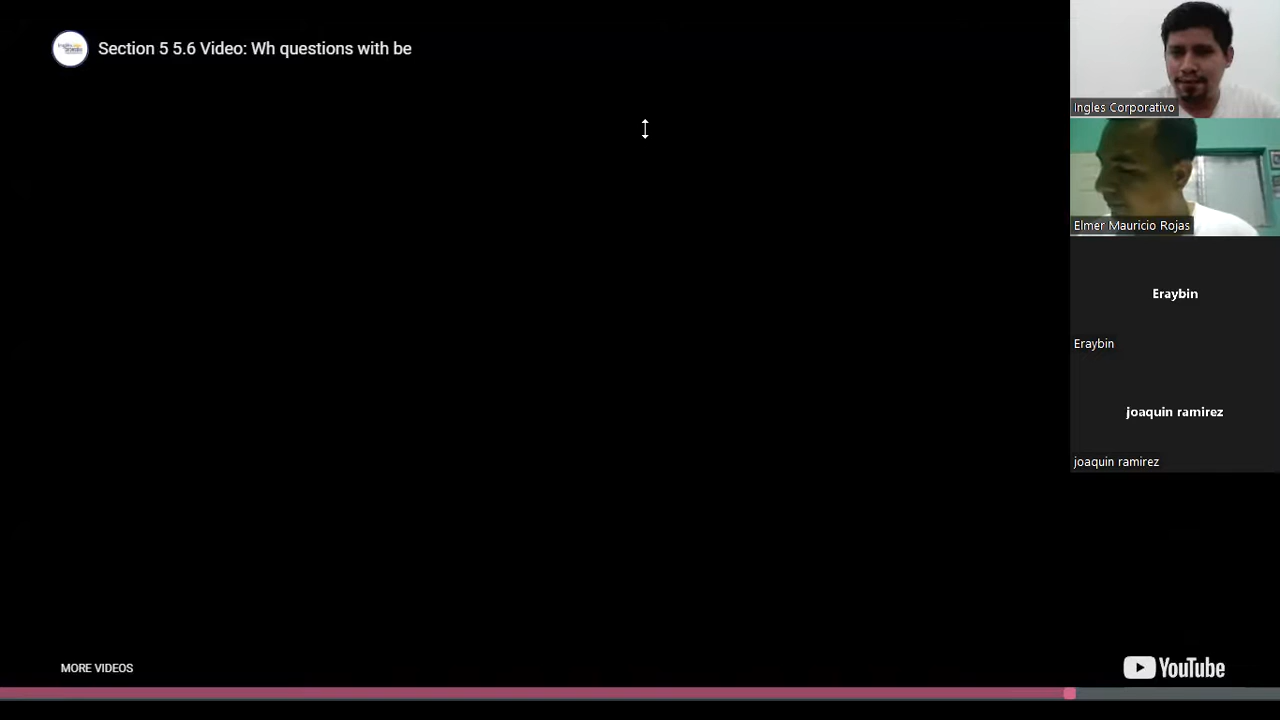 Section 5 5.6 Video: Wh questions with be
Ingles Corporativo
Elmer Mauricio Rojas
Eraybin
Eraybin
joaquin ramirez
joaquin ramirez
MORE VIDEOS
YouTube